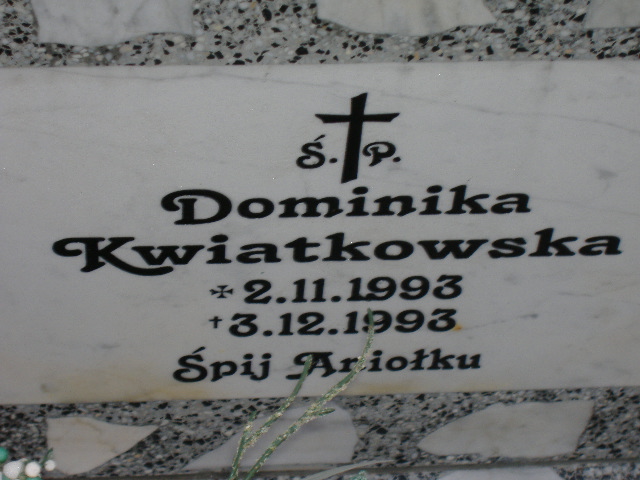 Ś. P.
Dominika
Kwiatkowska
✠ 2.11.1993
† 3.12.1993
Śpij Aniołku